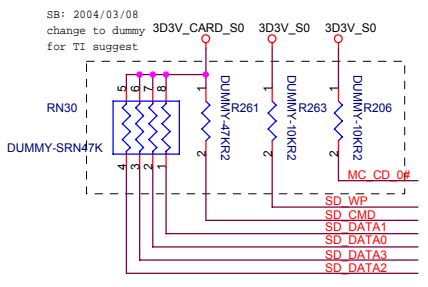 SB: 2004/03/08
change to dummy
for TI suggest
3D3V_CARD_S0
3D3V_S0
3D3V_S0
RN30
DUMMY-SRN47K
5
6
7
8
4
3
2
1
1
R261
DUMMY-47KR2
2
1
R263
DUMMY-10KR2
2
1
R206
DUMMY-10KR2
2
MC_CD_0#
SD_WP
SD_CMD
SD_DATA1
SD_DATA0
SD_DATA3
SD_DATA2